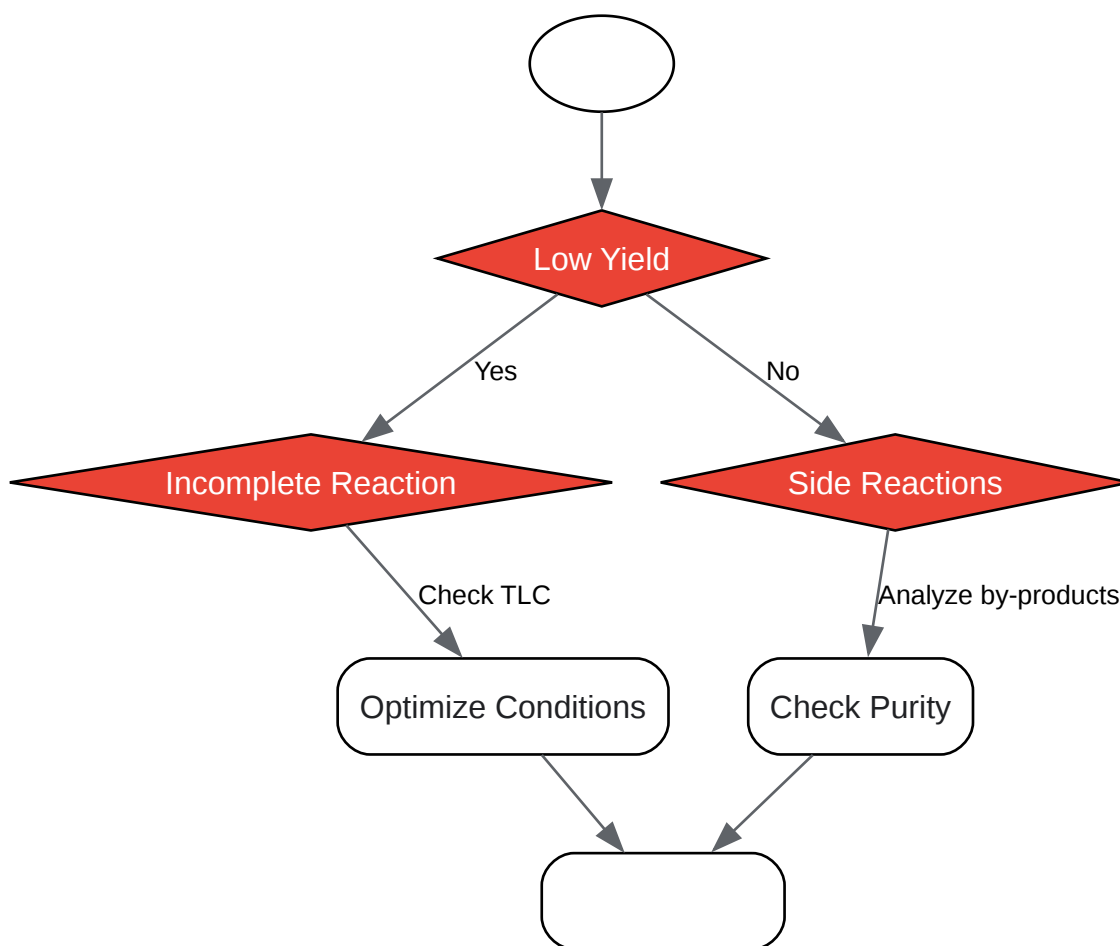 Low Yield
Yes
No
Incomplete Reaction
Side Reactions
Check TLC
Analyze by-products
Optimize Conditions
Check Purity